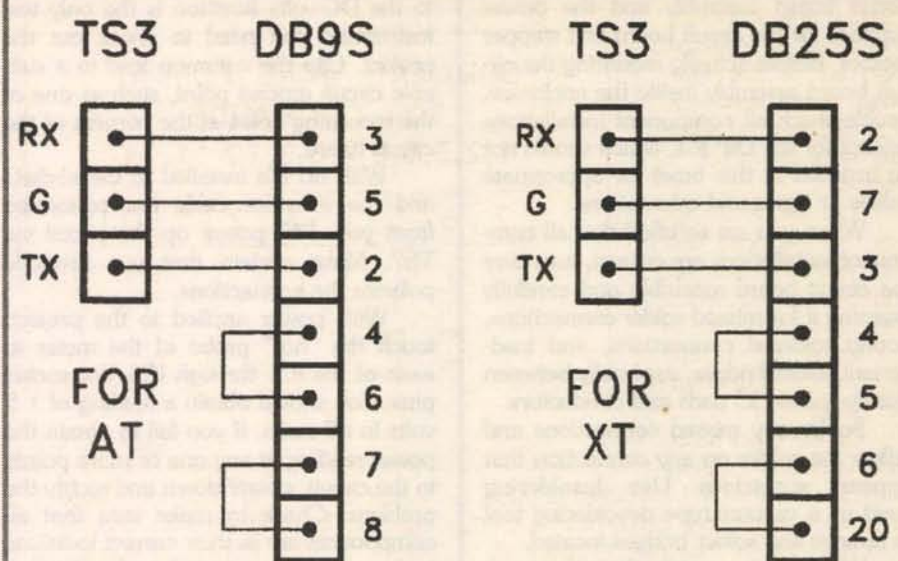 TS3 DB9S
RX 3
G 5
TX 2
4
FOR 6
AT 7
8
TS3 DB25S
RX 2
G 7
TX 3
4
FOR 5
XT 6
20